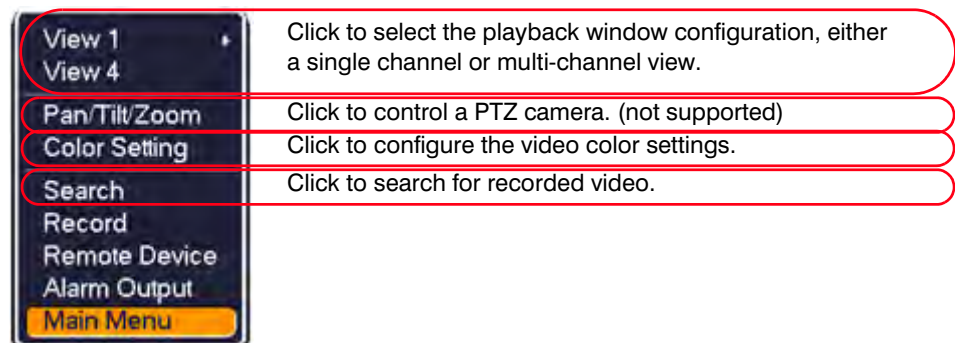 View 1
Click to select the playback window configuration, either
a single channel or multi-channel view.
View 4
Pan/Tilt/Zoom
Click to control a PTZ camera. (not supported)
Color Setting
Click to configure the video color settings.
Search
Click to search for recorded video.
Record
Remote Device
Alarm Output
Main Menu